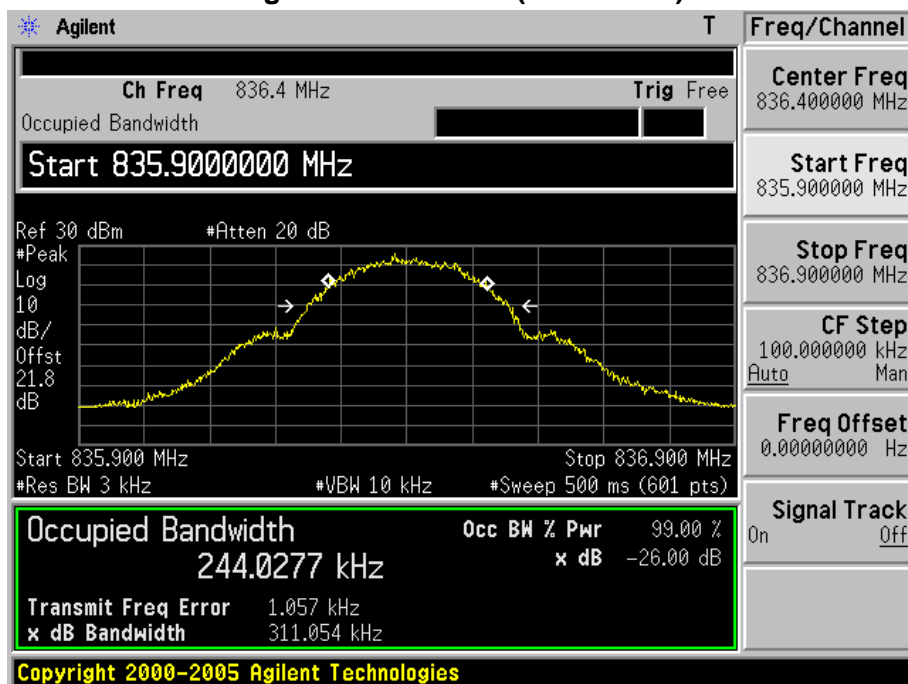 Agilent T
Ch Freq 836.4 MHz Trig Free
Occupied Bandwidth
Start 835.9000000 MHz
Ref 30 dBm #Atten 20 dB
#Peak
Log
10
dB/
Offst
21.8
dB
Start 835.900 MHz Stop 836.900 MHz
#Res BW 3 kHz #VBW 10 kHz #Sweep 500 ms (601 pts)
Occupied Bandwidth
244.0277 kHz
Occ BW % Pwr 99.00 %
x dB -26.00 dB
Transmit Freq Error 1.057 kHz
x dB Bandwidth 311.054 kHz
Copyright 2000-2005 Agilent Technologies
Freq/Channel
Center Freq
836.400000 MHz
Start Freq
835.900000 MHz
Stop Freq
836.900000 MHz
CF Step
100.000000 kHz
Auto Man
Freq Offset
0.00000000 Hz
Signal Track
On Off